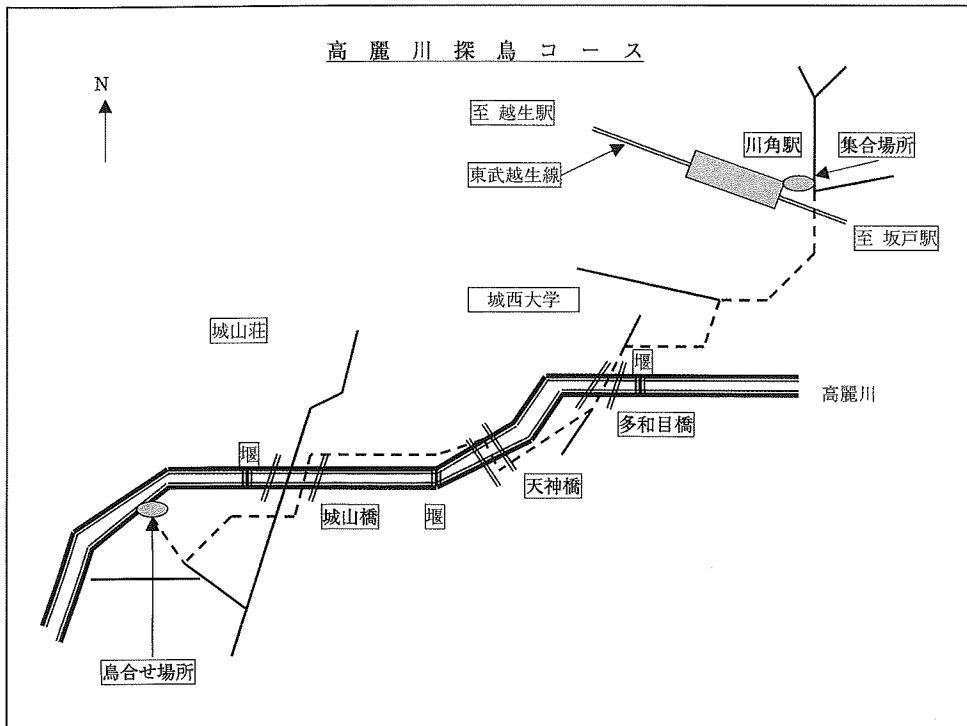 高麗川探鳥コース
N
至 越生駅
川角駅
集合場所
東武越生線
至 坂戸駅
城西大学
城山荘
堰
高麗川
多和目橋
堰
天神橋
城山橋
堰
鳥合せ場所